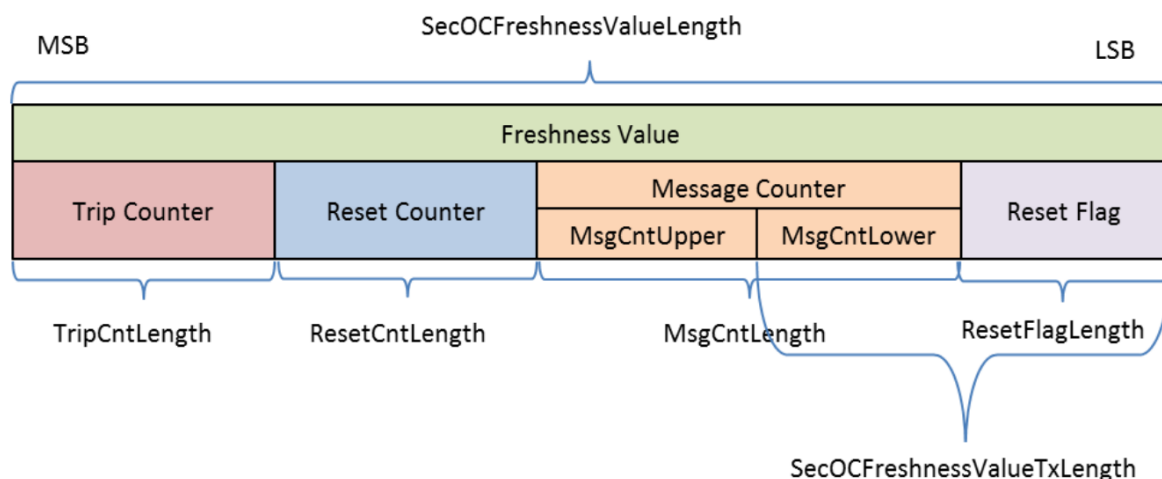 SecOCFreshnessValueLength
MSB
LSB
Freshness Value
Trip Counter
Reset Counter
Message Counter
MsgCntUpper
MsgCntLower
Reset Flag
TripCntLength
ResetCntLength
MsgCntLength
ResetFlagLength
SecOCFreshnessValueTxLength